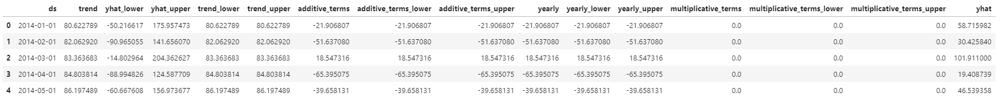 ds trend yhat_lower yhat_upper trend_lower trend_upper additive_terms additive_terms_lower additive_terms_upper yearly yearly_lower yearly_upper multiplicative_terms multiplicative_terms_lower multiplicative_terms_upper yhat
0 2014-01-01 80.622789 -50.216617 175.957473 80.622789 80.622789 -21.906807 -21.906807 -21.906807 -21.906807 -21.906807 -21.906807 0.0 0.0 0.0 58.715982
1 2014-02-01 82.062920 -90.965055 141.656070 82.062920 82.062920 -51.637080 -51.637080 -51.637080 -51.637080 -51.637080 -51.637080 0.0 0.0 0.0 30.425840
2 2014-03-01 83.363683 -14.802964 204.362627 83.363683 83.363683 18.547316 18.547316 18.547316 18.547316 18.547316 18.547316 0.0 0.0 0.0 101.911000
3 2014-04-01 84.803814 -88.994826 124.587709 84.803814 84.803814 -65.395075 -65.395075 -65.395075 -65.395075 -65.395075 -65.395075 0.0 0.0 0.0 19.408739
4 2014-05-01 86.197489 -60.667608 156.973677 86.197489 86.197489 -39.658131 -39.658131 -39.658131 -39.658131 -39.658131 -39.658131 0.0 0.0 0.0 46.539358